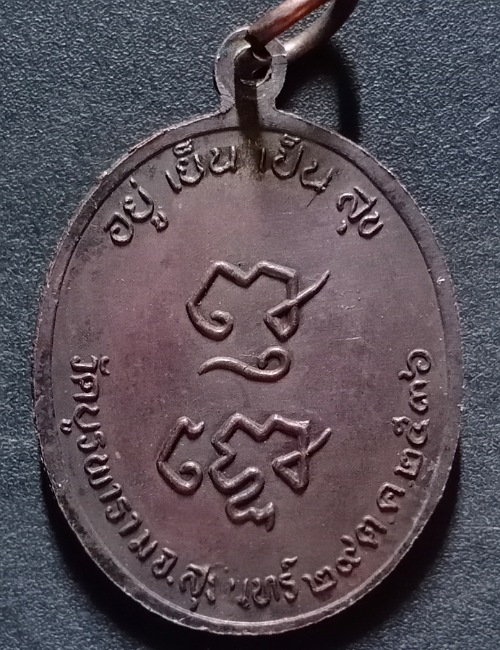 อยู่ เย็น เป็น สุข
วัดบูรพาราม จ.สุรินทร์ ๒๙ ต.ค. ๒๕๓๖